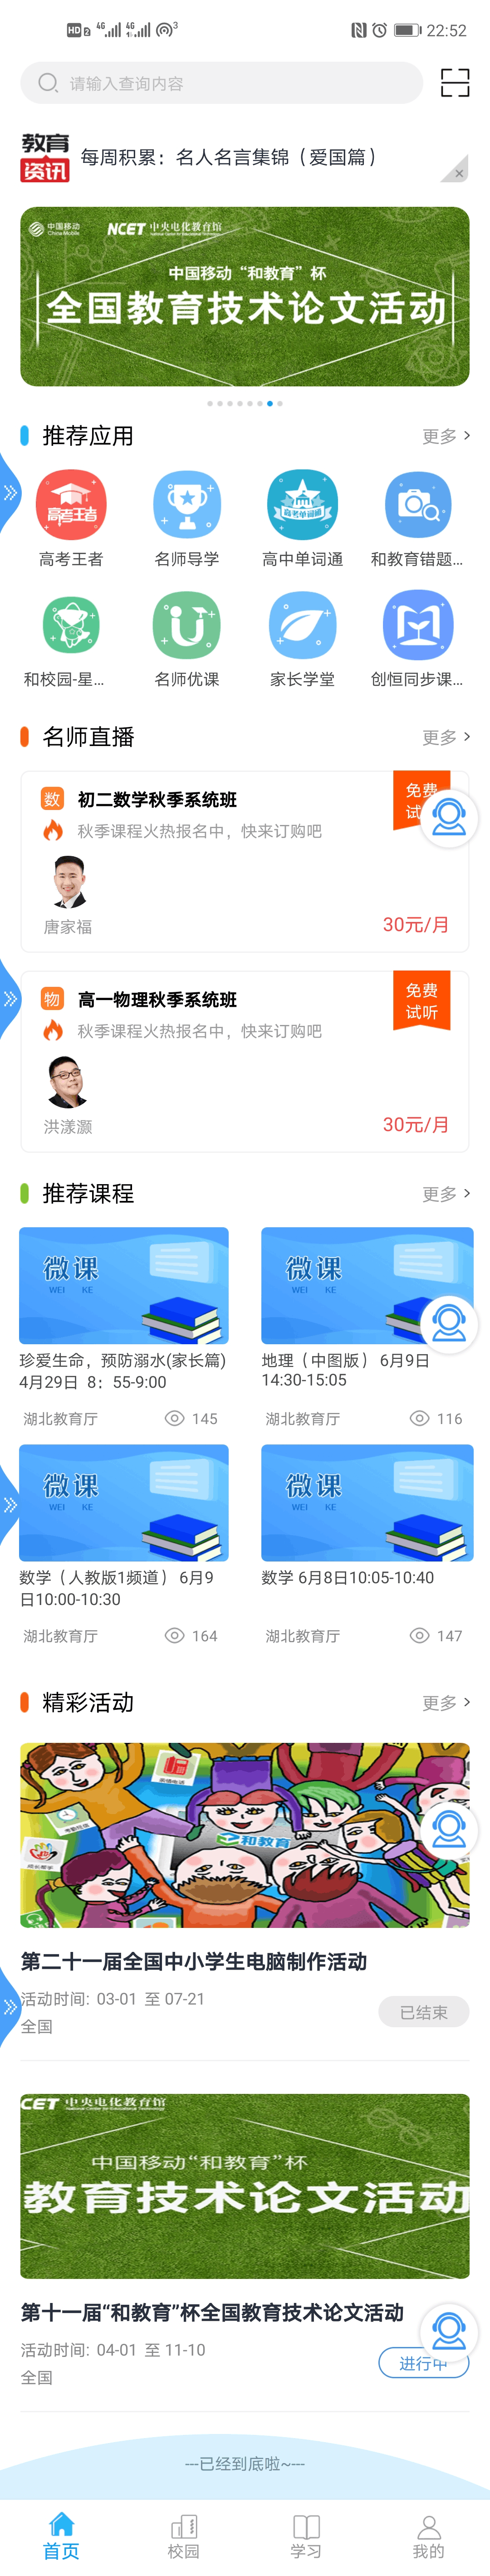 HD 2 4G 4G 3 22:52
请输入查询内容
教育
资讯
每周积累：名人名言集锦（爱国篇）
中国移动
China Mobile
NCET 中央电化教育馆
中国移动“和教育”杯
全国教育技术论文活动
推荐应用
更多
高考王者
高考单词通
高考王者
名师导学
高中单词通
和教育错题...
和校园-星...
名师优课
家长学堂
创恒同步课...
名师直播
更多
数 初二数学秋季系统班
免费
试
秋季课程火热报名中，快来订购吧
唐家福
30元/月
物 高一物理秋季系统班
免费
试听
秋季课程火热报名中，快来订购吧
洪漾灏
30元/月
推荐课程
更多
微课
WEI KE
微课
WEI KE
珍爱生命，预防溺水(家长篇)
4月29日 8：55-9:00
地理（中图版） 6月9日
14:30-15:05
湖北教育厅 145
湖北教育厅 116
微课
WEI KE
微课
WEI KE
数学（人教版1频道） 6月9
日10:00-10:30
数学 6月8日10:05-10:40
湖北教育厅 164
湖北教育厅 147
精彩活动
更多
和教育
第二十一届全国中小学生电脑制作活动
活动时间: 03-01 至 07-21
全国
已结束
CET 中央电化教育馆
中国移动“和教育”杯
教育技术论文活动
第十一届“和教育”杯全国教育技术论文活动
活动时间: 04-01 至 11-10
全国
进行中
---已经到底啦~---
首页
校园
学习
我的